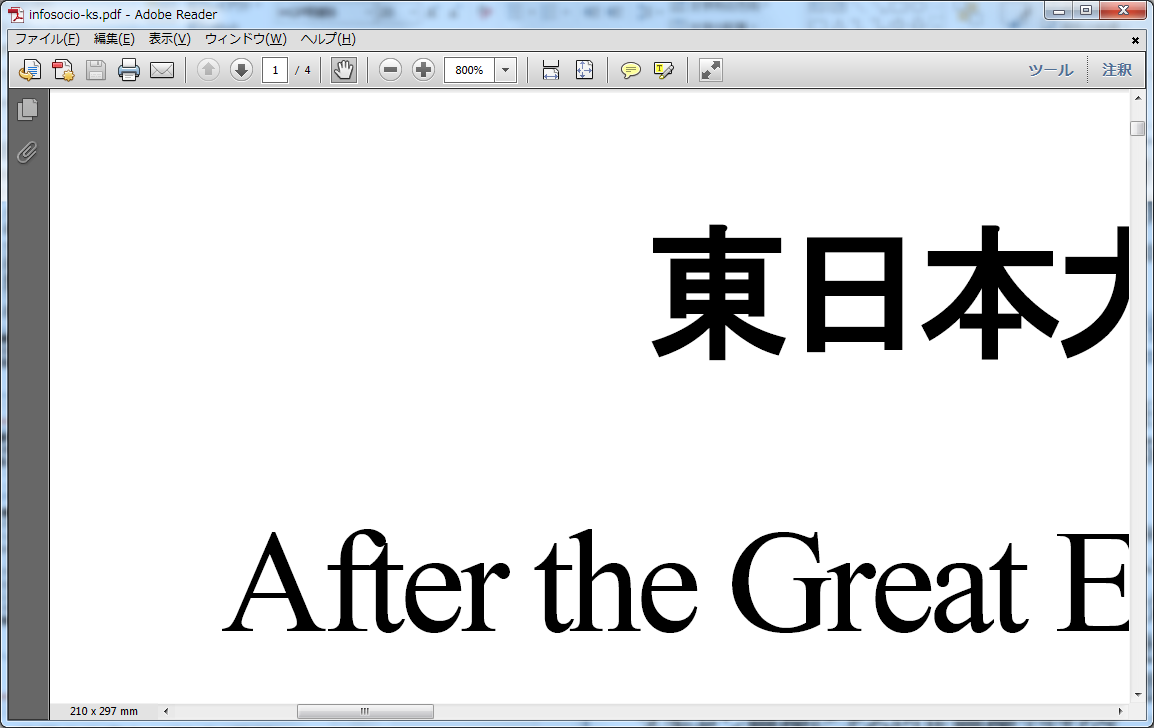 infosocio-ks.pdf - Adobe Reader
ファイル(F) 編集(E) 表示(V) ウィンドウ(W) ヘルプ(H)
1 / 4 800% ツール 注釈
東日本大
After the Great E
210 x 297 mm